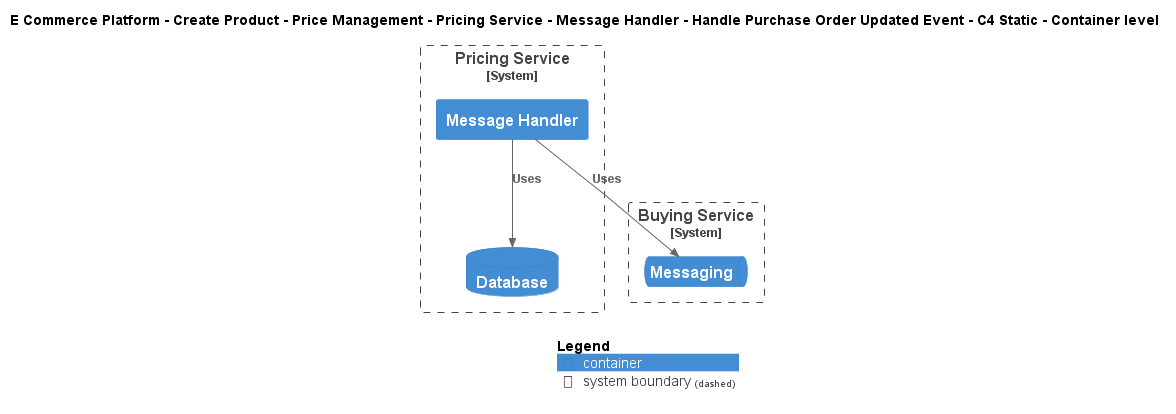 E Commerce Platform - Create Product - Price Management - Pricing Service - Message Handler - Handle Purchase Order Updated Event - C4 Static - Container level
Pricing Service
[System]
Message Handler
Uses
Uses
Buying Service
[System]
Messaging
Database
Legend
container
system boundary (dashed)